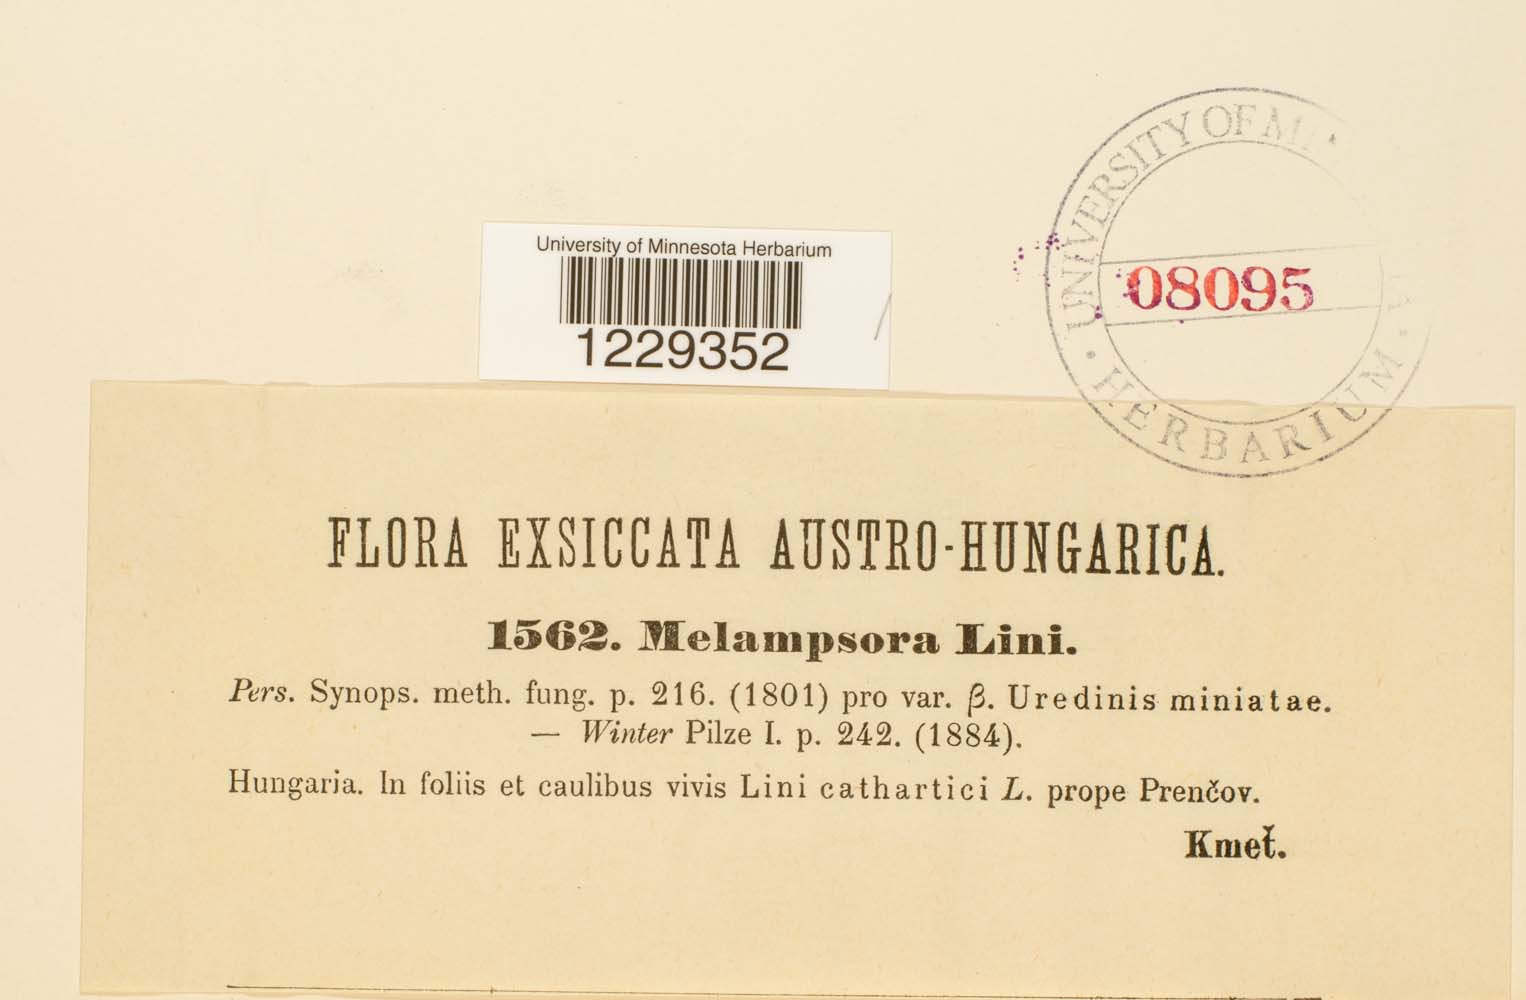 University of Minnesota Herbarium
1229352
UNIVERSITY OF
08095
HERBARIUM
FLORA EXSICCATA AUSTRO-HUNGARICA.
1562. Melampsora Lini.
Pers. Synops. meth. fung. p. 216. (1801) pro var. β. Uredinis miniatae.
— Winter Pilze I. p. 242. (1884).
Hungaria. In foliis et caulibus vivis Lini cathartici L. prope Prenčov.
Kmeť.